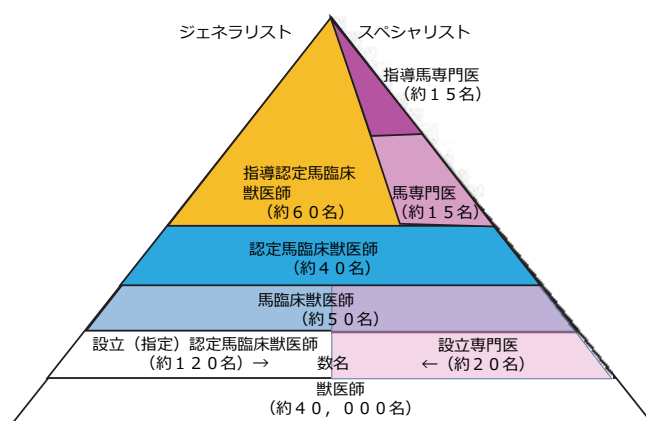 ジェネラリスト
スペシャリスト
指導馬専門医
（約１５名）
指導認定馬臨床
獣医師
（約６０名）
馬専門医
（約１５名）
認定馬臨床獣医師
（約４０名）
馬臨床獣医師
（約５０名）
設立（指定）認定馬臨床獣医師
（約１２０名）→
数名
設立専門医
←（約２０名）
獣医師
（約４０，０００名）